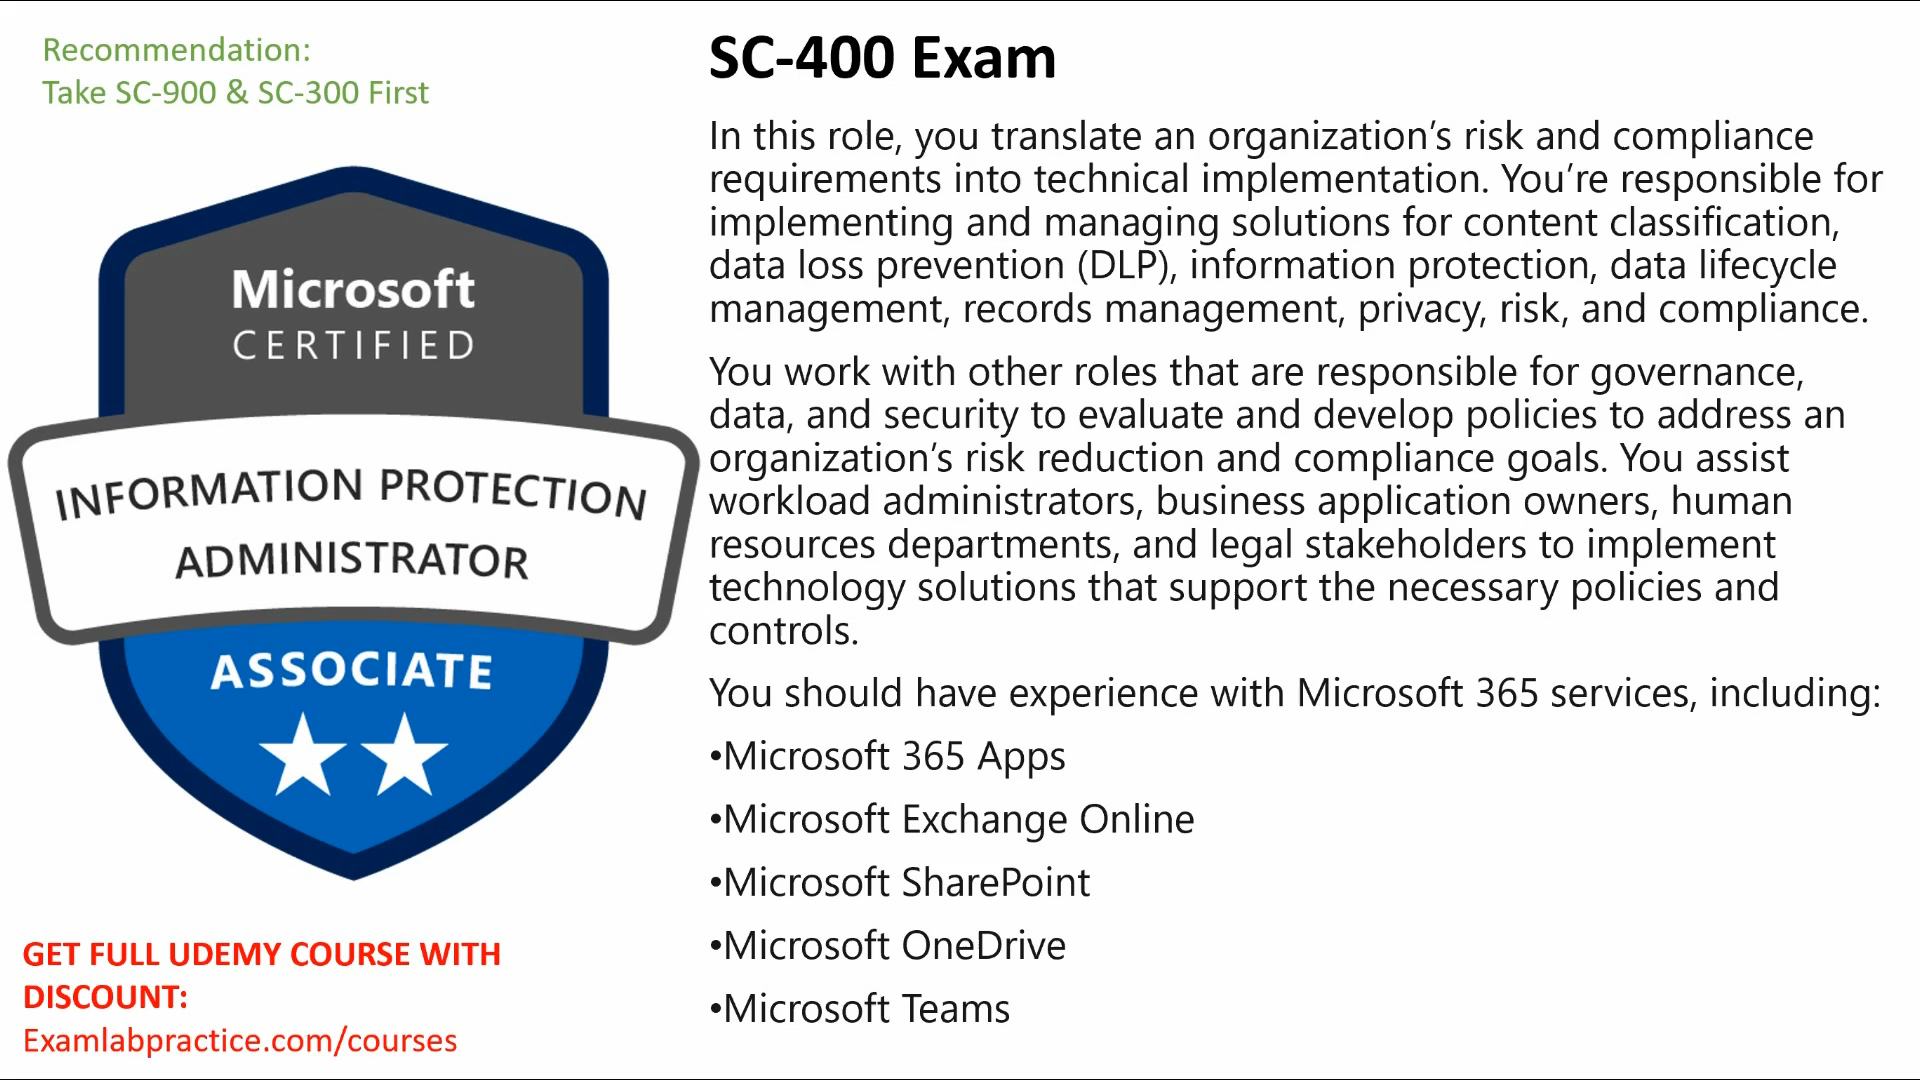 Recommendation:
Take SC-900 & SC-300 First
Microsoft
CERTIFIED
INFORMATION PROTECTION
ADMINISTRATOR
ASSOCIATE
GET FULL UDEMY COURSE WITH
DISCOUNT:
Examlabpractice.com/courses
SC-400 Exam
In this role, you translate an organization’s risk and compliance
requirements into technical implementation. You’re responsible for
implementing and managing solutions for content classification,
data loss prevention (DLP), information protection, data lifecycle
management, records management, privacy, risk, and compliance.
You work with other roles that are responsible for governance,
data, and security to evaluate and develop policies to address an
organization’s risk reduction and compliance goals. You assist
workload administrators, business application owners, human
resources departments, and legal stakeholders to implement
technology solutions that support the necessary policies and
controls.
You should have experience with Microsoft 365 services, including:
•Microsoft 365 Apps
•Microsoft Exchange Online
•Microsoft SharePoint
•Microsoft OneDrive
•Microsoft Teams